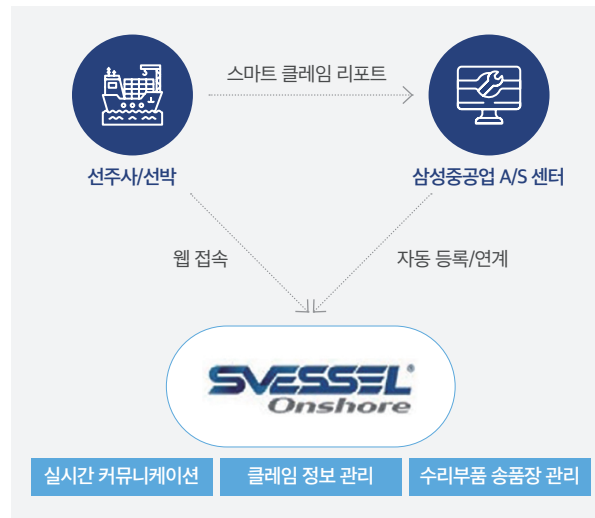 스마트 클레임 리포트
선주사/선박
삼성중공업 A/S 센터
웹 접속
자동 등록/연계
SVESSEL®
Onshore
실시간 커뮤니케이션
클레임 정보 관리
수리부품 송품장 관리